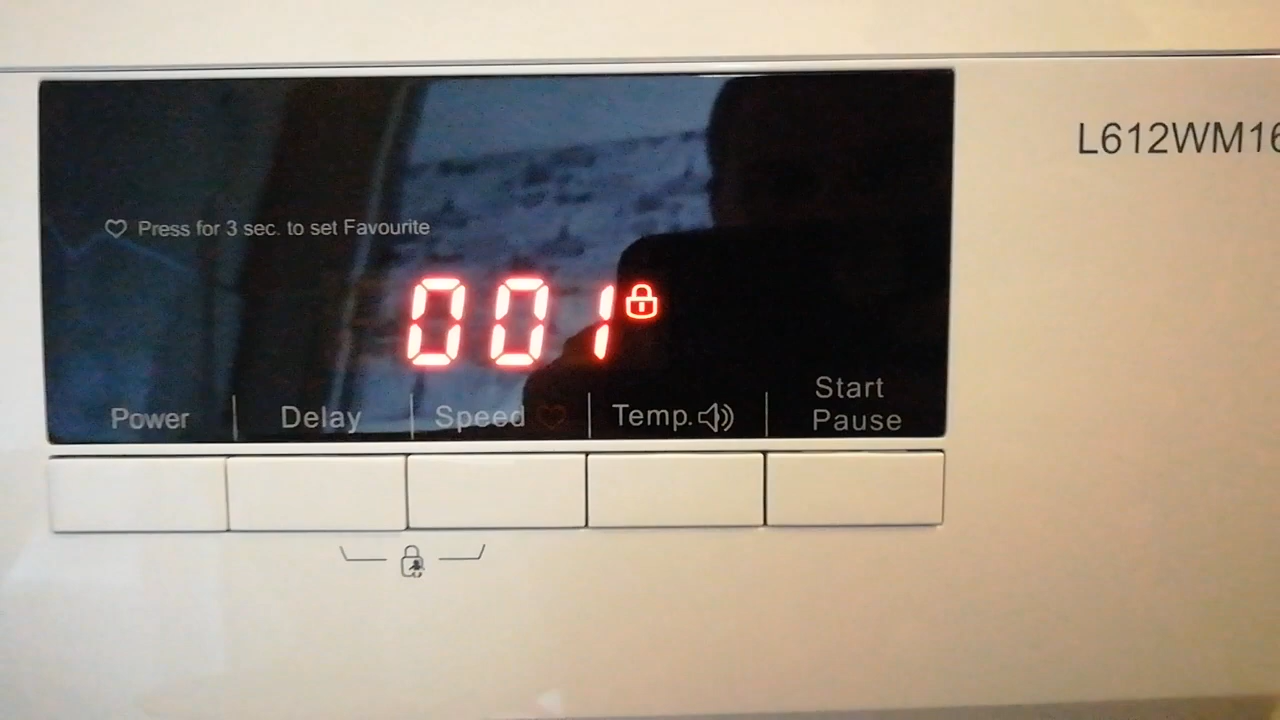 L612WM16
Press for 3 sec. to set Favourite
001
Power
Delay
Speed
Temp.
Start
Pause